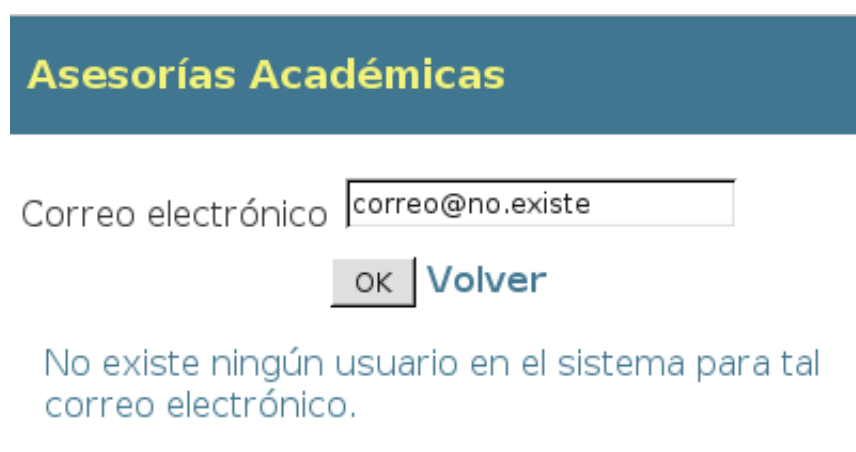 Asesorías Académicas
Correo electrónico correo@no.existe
OK Volver
No existe ningún usuario en el sistema para tal
correo electrónico.